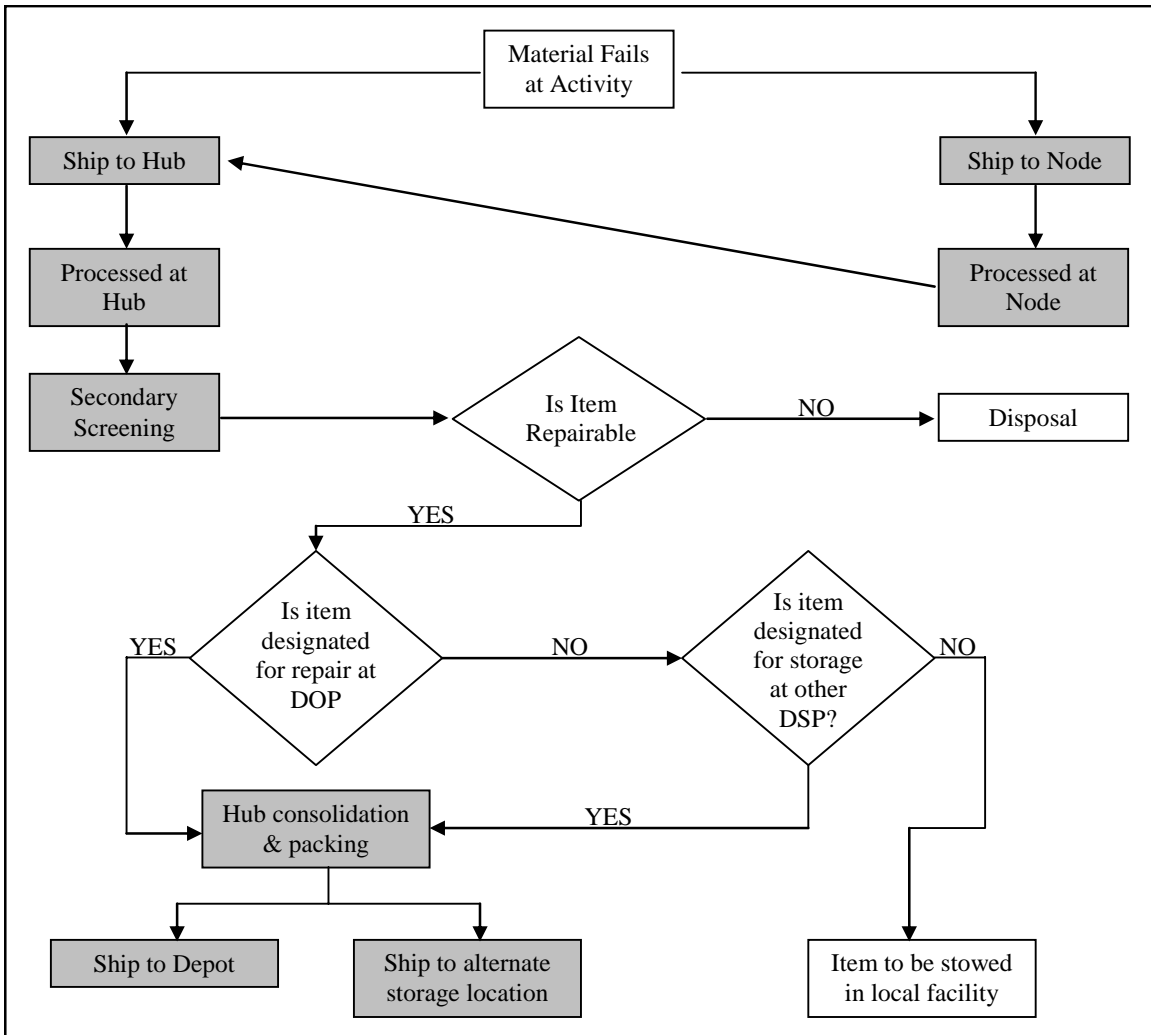 Material Fails
at Activity
Ship to Hub
Ship to Node
Processed at
Hub
Processed at
Node
Secondary
Screening
Is Item
Repairable
NO
Disposal
YES
Is item
designated
for repair at
DOP
YES
NO
Is item
designated
for storage
at other
DSP?
NO
Hub consolidation
& packing
YES
Ship to Depot
Ship to alternate
storage location
Item to be stowed
in local facility